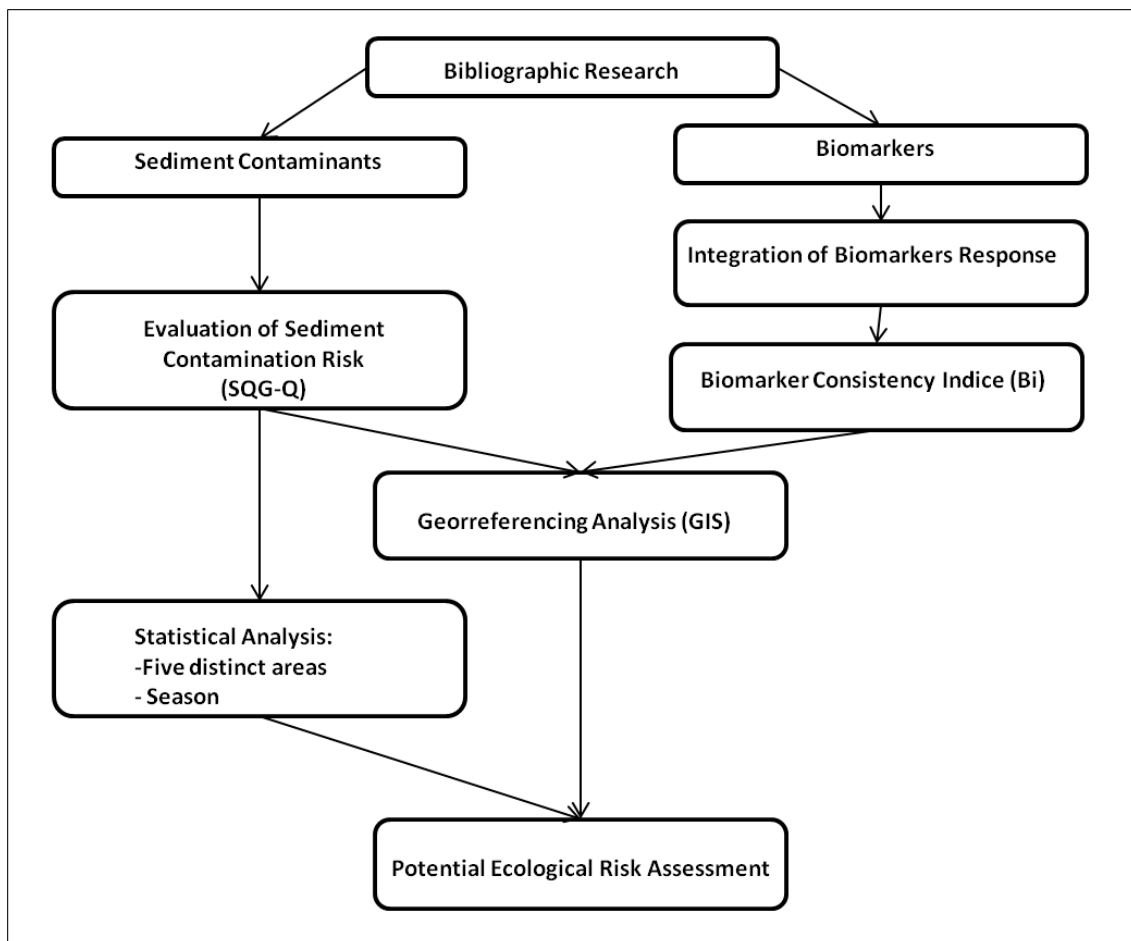 Bibliographic Research
Sediment Contaminants
Biomarkers
Integration of Biomarkers Response
Evaluation of Sediment
Contamination Risk
(SQG-Q)
Biomarker Consistency Indice (Bi)
Georreferencing Analysis (GIS)
Statistical Analysis:
-Five distinct areas
- Season
Potential Ecological Risk Assessment